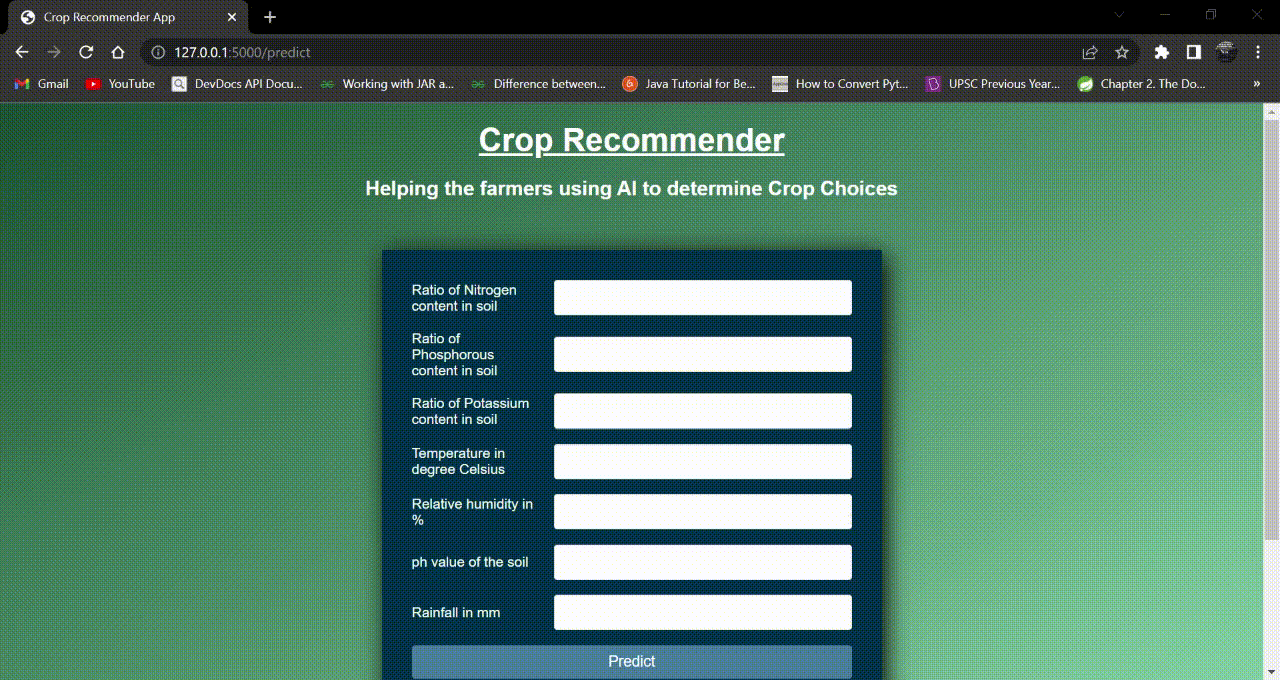 Crop Recommender App
127.0.0.1:5000/predict
Gmail YouTube DevDocs API Docu... Working with JAR a... Difference between... Java Tutorial for Be... How to Convert Pyt... UPSC Previous Year... Chapter 2. The Do... »
Crop Recommender
Helping the farmers using AI to determine Crop Choices
Ratio of Nitrogen
content in soil
Ratio of
Phosphorous
content in soil
Ratio of Potassium
content in soil
Temperature in
degree Celsius
Relative humidity in
%
ph value of the soil
Rainfall in mm
Predict